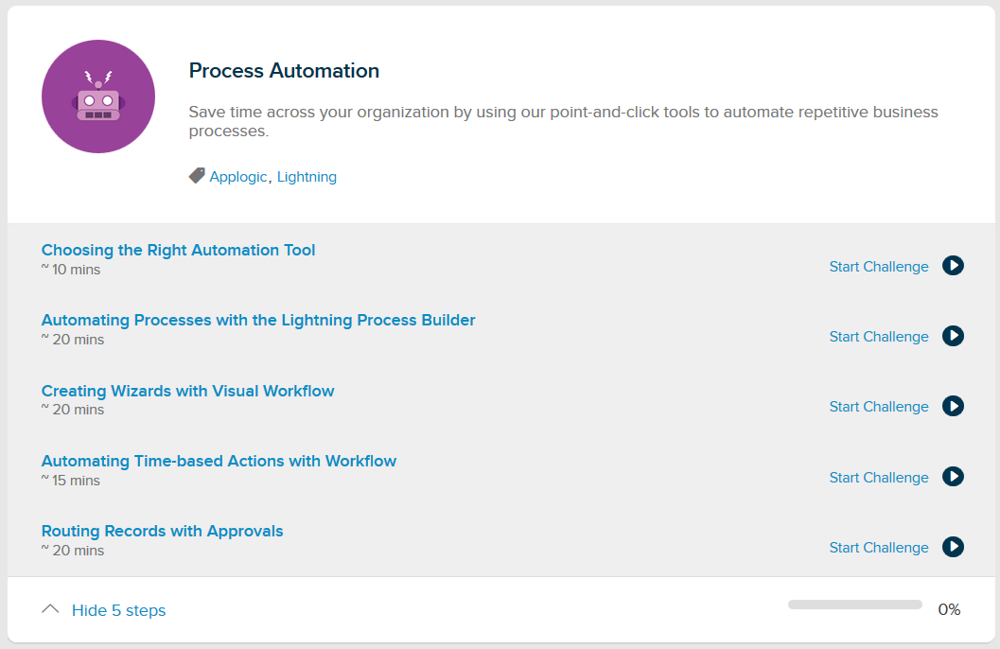 Process Automation
Save time across your organization by using our point-and-click tools to automate repetitive business
processes.
Applogic, Lightning
Choosing the Right Automation Tool
~ 10 mins
Start Challenge
Automating Processes with the Lightning Process Builder
~ 20 mins
Start Challenge
Creating Wizards with Visual Workflow
~ 20 mins
Start Challenge
Automating Time-based Actions with Workflow
~ 15 mins
Start Challenge
Routing Records with Approvals
~ 20 mins
Start Challenge
Hide 5 steps
0%